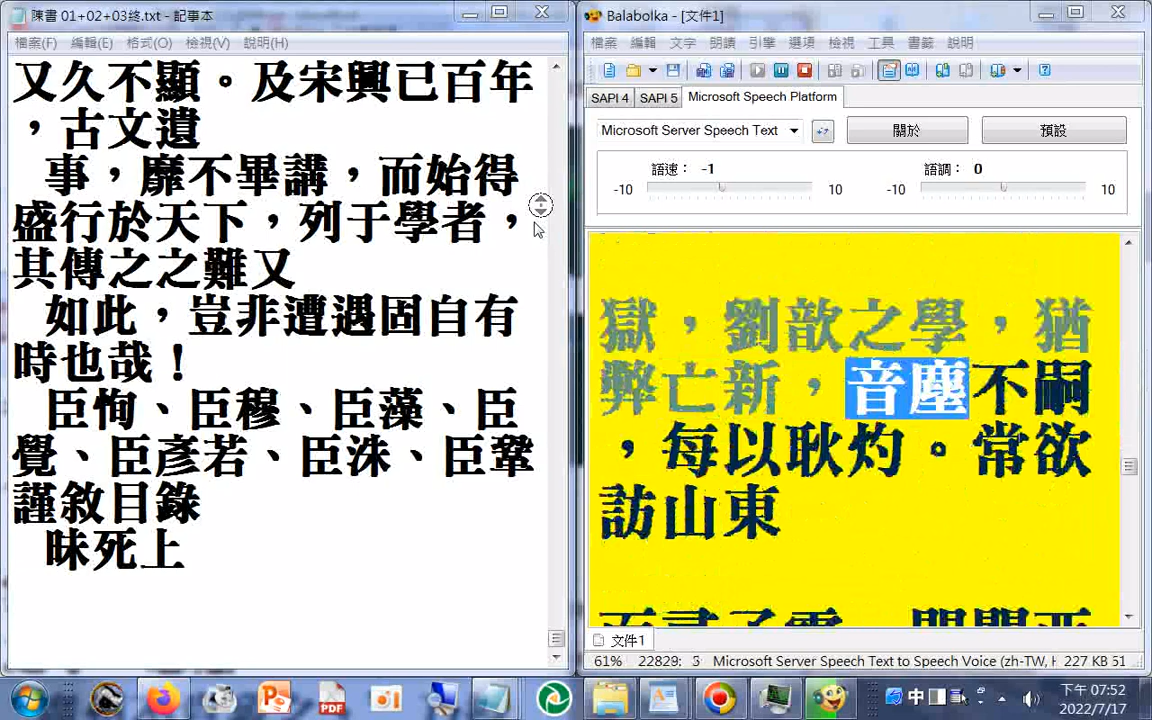 陳書 01+02+03终.txt - 記事本
檔案(F) 編輯(E) 格式(O) 檢視(V) 說明(H)
又久不顯。及宋興已百年
，古文遺
事，靡不畢講，而始得
盛行於天下，列于學者，
其傳之之難又
如此，豈非遭遇固自有
時也哉！
臣恂、臣穆、臣藻、臣
覺、臣彥若、臣洙、臣鞏
謹敘目錄
昧死上
Balabolka - [文件1]
檔案 編輯 文字 朗讀 引擎 選項 檢視 工具 書籤 說明
SAPI 4 SAPI 5 Microsoft Speech Platform
Microsoft Server Speech Text 關於 預設
語速： -1 語調： 0
-10 10 -10 10
獄，劉歆之學，猶
弊亡新，音塵不嗣
，每以耿灼。常欲
訪山東
文件1
61% 22829: 3 Microsoft Server Speech Text to Speech Voice (zh-TW, H 227 KB 51
中
下午 07:52
2022/7/17